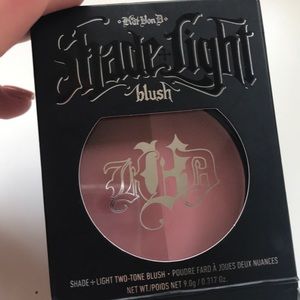 Kat Von D
Shade+Light
blush
KVD
SHADE + LIGHT TWO-TONE BLUSH • POUDRE FARD À JOUES DEUX NUANCES
NET WT./POIDS NET 9.0g / 0.317 Oz.